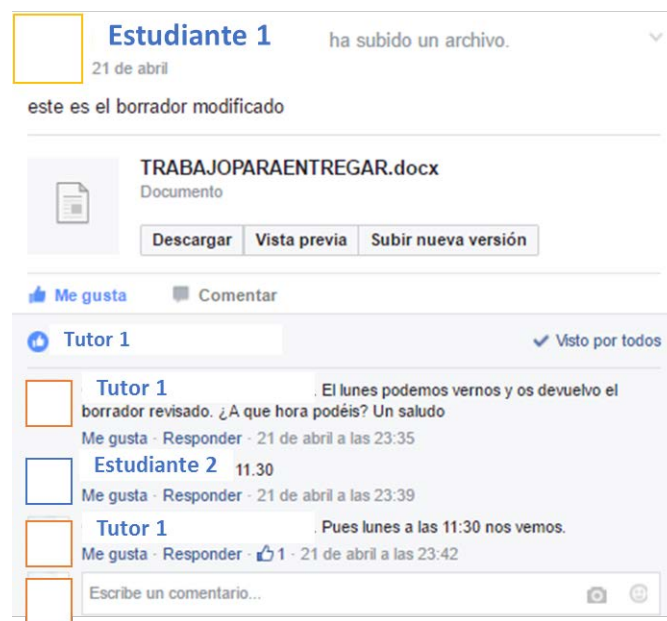 Estudiante 1 ha subido un archivo.
21 de abril
este es el borrador modificado
TRABAJOPARAENTREGAR.docx
Documento
Descargar Vista previa Subir nueva versión
Me gusta Comentar
Tutor 1 Visto por todos
Tutor 1 . El lunes podemos vernos y os devuelvo el
borrador revisado. ¿A que hora podéis? Un saludo
Me gusta · Responder · 21 de abril a las 23:35
Estudiante 2 11.30
Me gusta · Responder · 21 de abril a las 23:39
Tutor 1 . Pues lunes a las 11:30 nos vemos.
Me gusta · Responder · 1 · 21 de abril a las 23:42
Escribe un comentario...